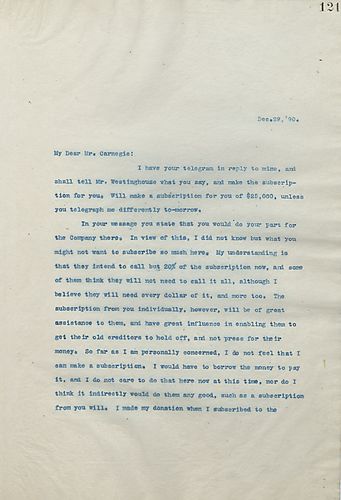 121
Dec.29,'90.
My Dear Mr. Carnegie:
I have your telegram in reply to mine, and
shall tell Mr. Westinghouse what you say, and make the subscrip-
tion for you. Will make a subscription for you of $25,000, unless
you telegraph me differently to-morrow.
In your message you state that you would do your part for
the Company there. In view of this, I did not know but what you
might not want to subscribe so much here. My understanding is
that they intend to call but 20% of the subscription now, and some
of them think they will not need to call it all, although I
believe they will need every dollar of it, and more too. The
subscription from you individually, however, will be of great
assistance to them, and have great influence in enabling them to
get their old creditors to hold off, and not press for their
money. So far as I am personally concerned, I do not feel that I
can make a subscription. I would have to borrow the money to pay
it, and I do not care to do that here now at this time, nor do I
think it indirectly would do them any good, such as a subscription
from you will. I made my donation when I subscribed to the